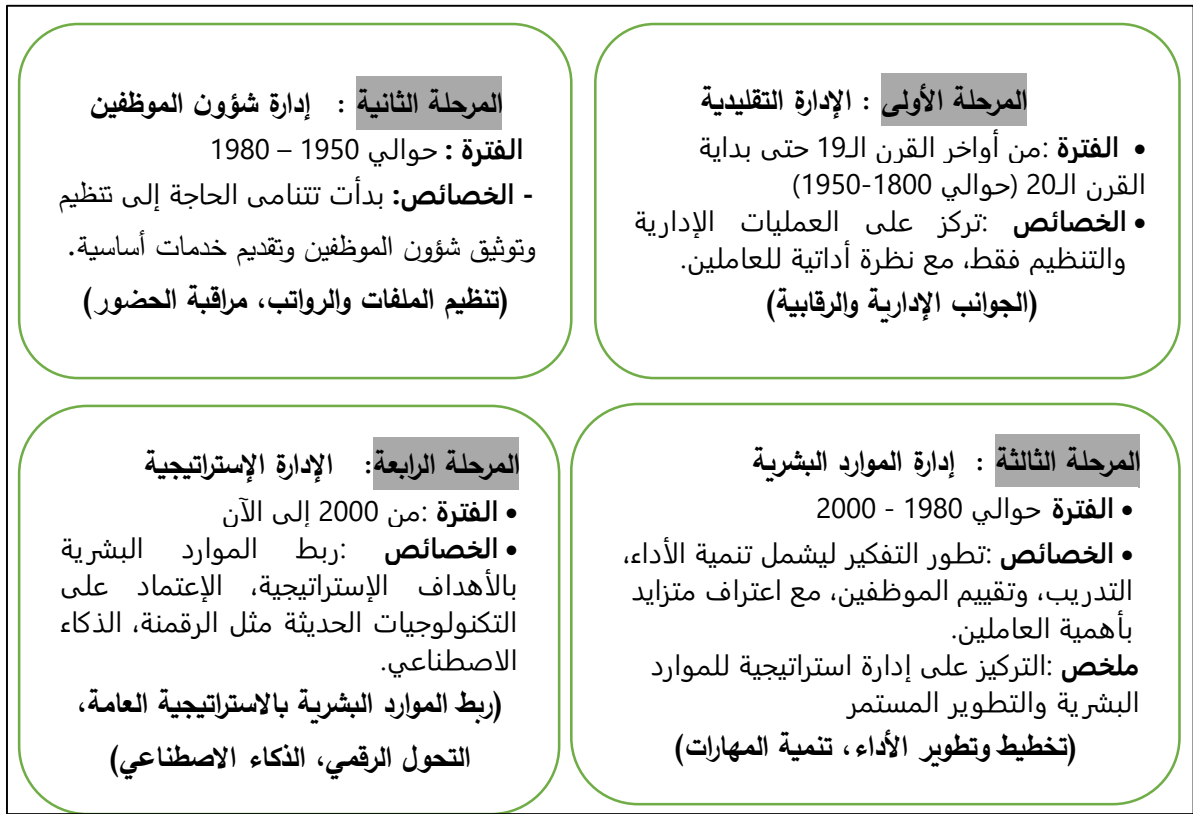 المرحلة الأولى : الإدارة التقليدية
• الفترة :من أواخر القرن الـ19 حتى بداية
القرن الـ20 (حوالي 1800-1950)
• الخصائص :تركز على العمليات الإدارية
والتنظيم فقط، مع نظرة أداتية للعاملين.
(الجوانب الإدارية والرقابية)
المرحلة الثانية : إدارة شؤون الموظفين
الفترة : حوالي 1950 – 1980
- الخصائص: بدأت تتنامى الحاجة إلى تنظيم
وتوثيق شؤون الموظفين وتقديم خدمات أساسية.
(تنظيم الملفات والرواتب، مراقبة الحضور)
المرحلة الثالثة : إدارة الموارد البشرية
• الفترة حوالي 1980 - 2000
• الخصائص :تطور التفكير ليشمل تنمية الأداء،
التدريب، وتقييم الموظفين، مع اعتراف متزايد
بأهمية العاملين.
ملخص :التركيز على إدارة استراتيجية للموارد
البشرية والتطوير المستمر
(تخطيط وتطوير الأداء، تنمية المهارات)
المرحلة الرابعة: الإدارة الإستراتيجية
• الفترة :من 2000 إلى الآن
• الخصائص :ربط الموارد البشرية
بالأهداف الإستراتيجية، الإعتماد على
التكنولوجيات الحديثة مثل الرقمنة، الذكاء
الاصطناعي.
(ربط الموارد البشرية بالاستراتيجية العامة،
التحول الرقمي، الذكاء الاصطناعي)